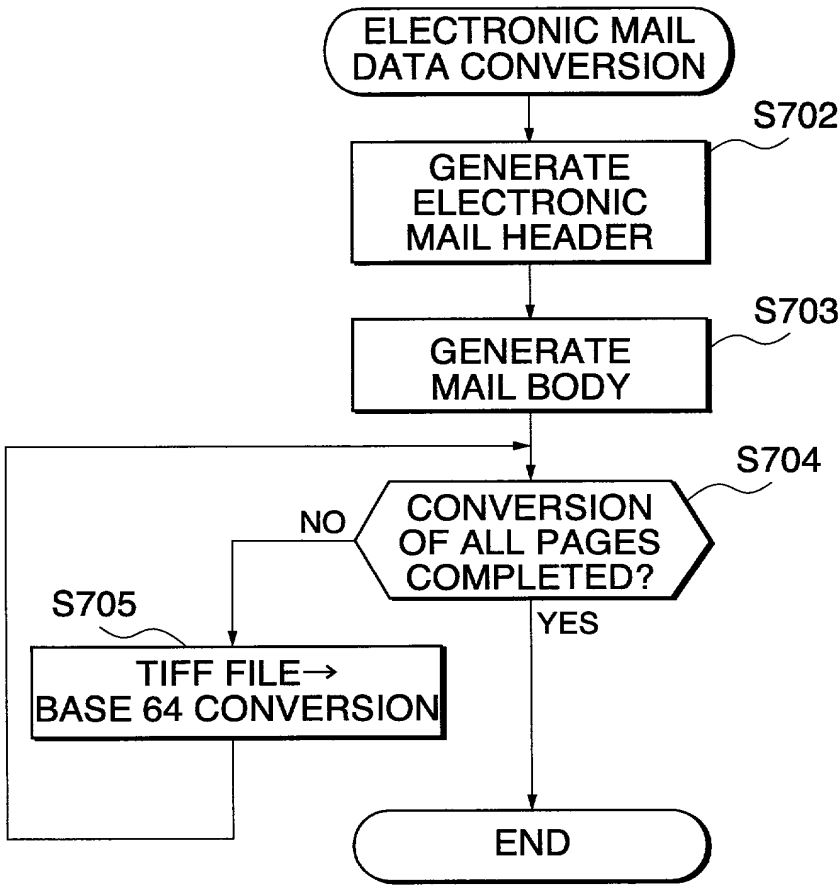 ELECTRONIC MAIL
DATA CONVERSION
S702
GENERATE
ELECTRONIC
MAIL HEADER
S703
GENERATE
MAIL BODY
S704
CONVERSION
OF ALL PAGES
COMPLETED?
NO
YES
S705
TIFF FILE→
BASE 64 CONVERSION
END